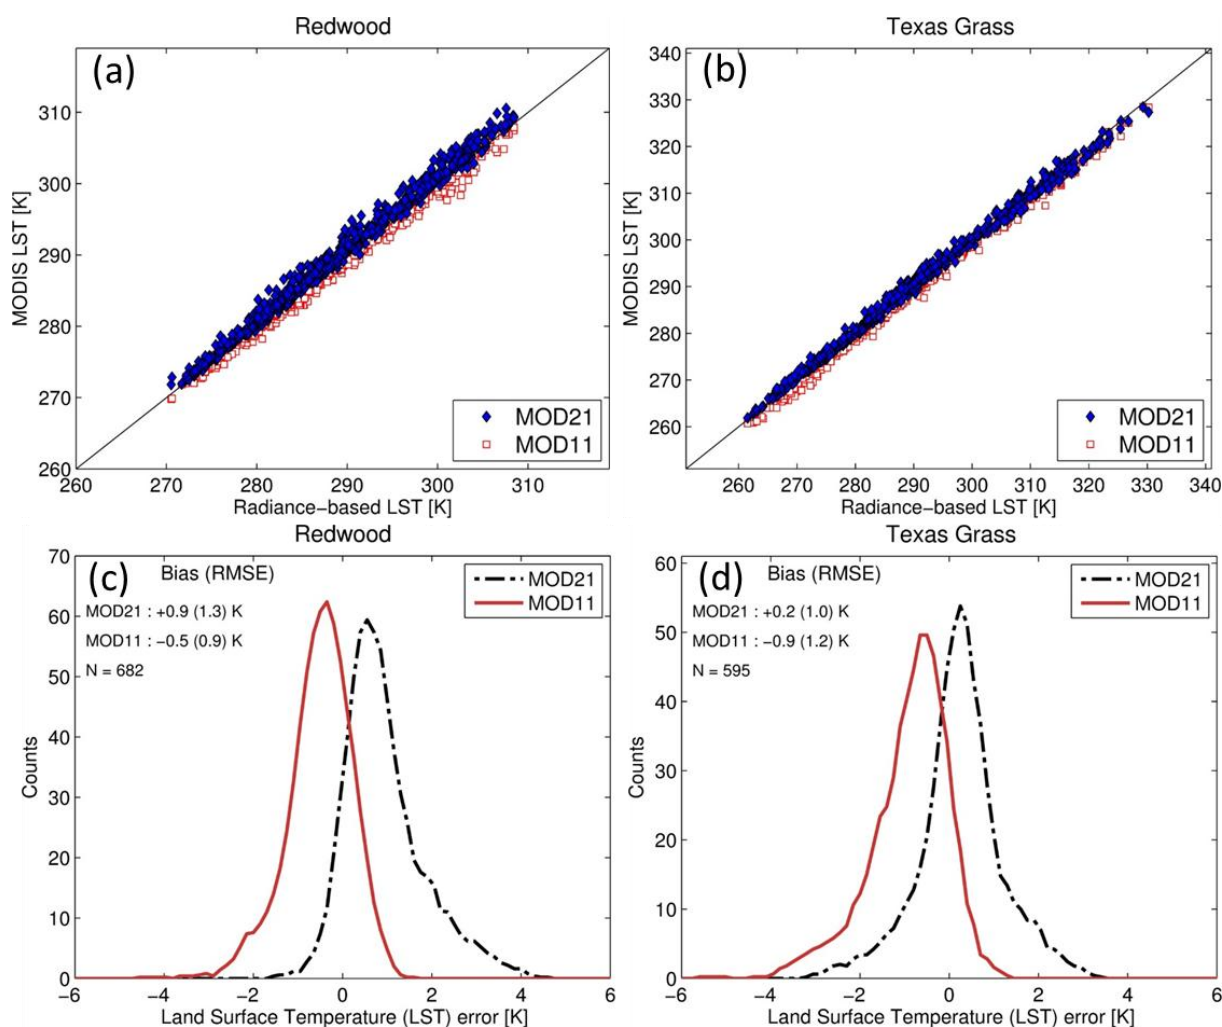 Redwood
(a)
MODIS LST [K]
310
300
290
280
270
260
MOD21
MOD11
260 270 280 290 300 310
Radiance-based LST [K]
Texas Grass
(b)
MODIS LST [K]
340
330
320
310
300
290
280
270
260
MOD21
MOD11
260 270 280 290 300 310 320 330 340
Radiance-based LST [K]
Redwood
(c)
Bias (RMSE)
MOD21 : +0.9 (1.3) K
MOD11 : -0.5 (0.9) K
N = 682
MOD21
MOD11
Counts
70
60
50
40
30
20
10
0
-6 -4 -2 0 2 4 6
Land Surface Temperature (LST) error [K]
Texas Grass
(d)
Bias (RMSE)
MOD21 : +0.2 (1.0) K
MOD11 : -0.9 (1.2) K
N = 595
MOD21
MOD11
Counts
60
50
40
30
20
10
0
-6 -4 -2 0 2 4 6
Land Surface Temperature (LST) error [K]